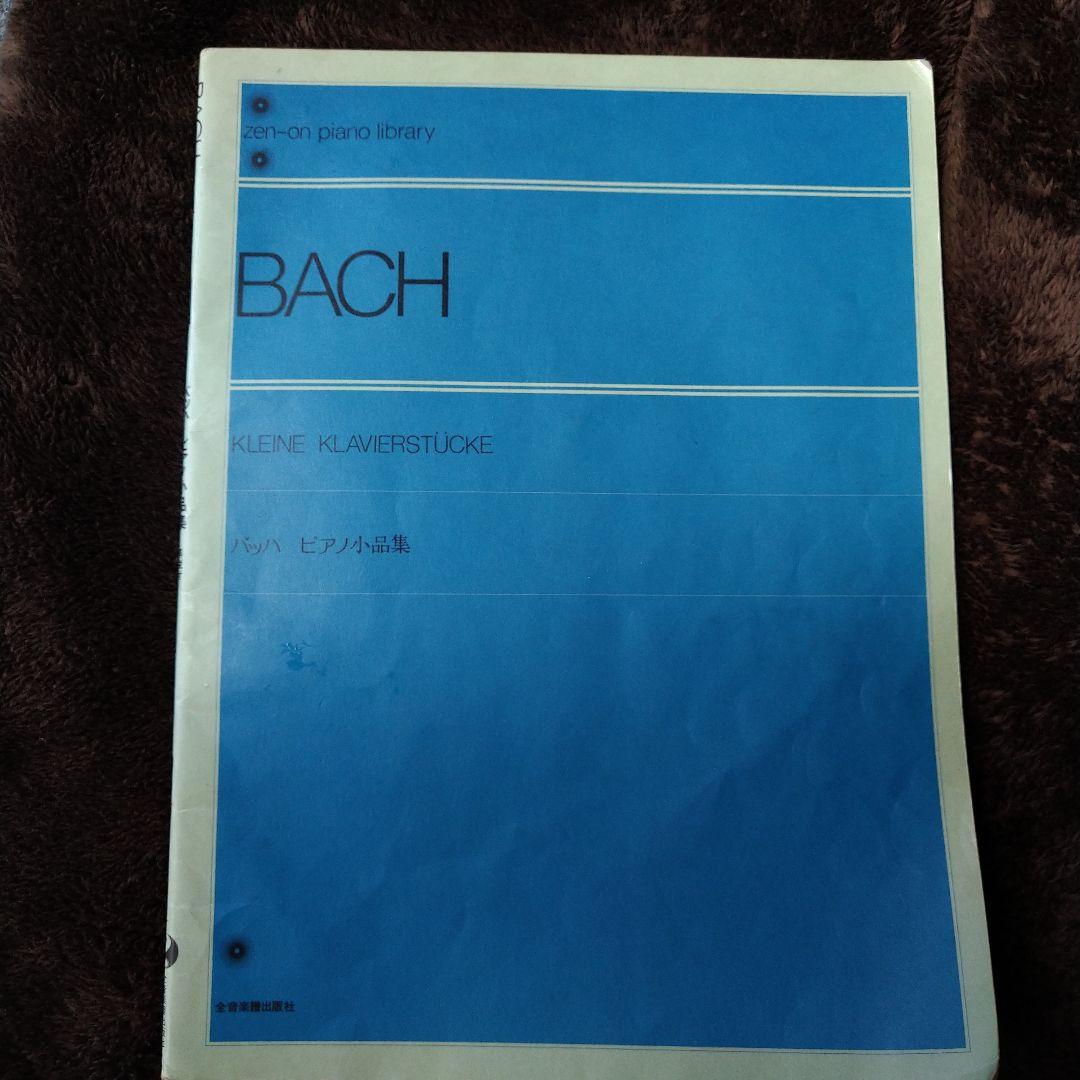 zen-on piano library
BACH
KLEINE KLAVIERSTÜCKE
バッハ ピアノ小品集
全音楽譜出版社
BACH